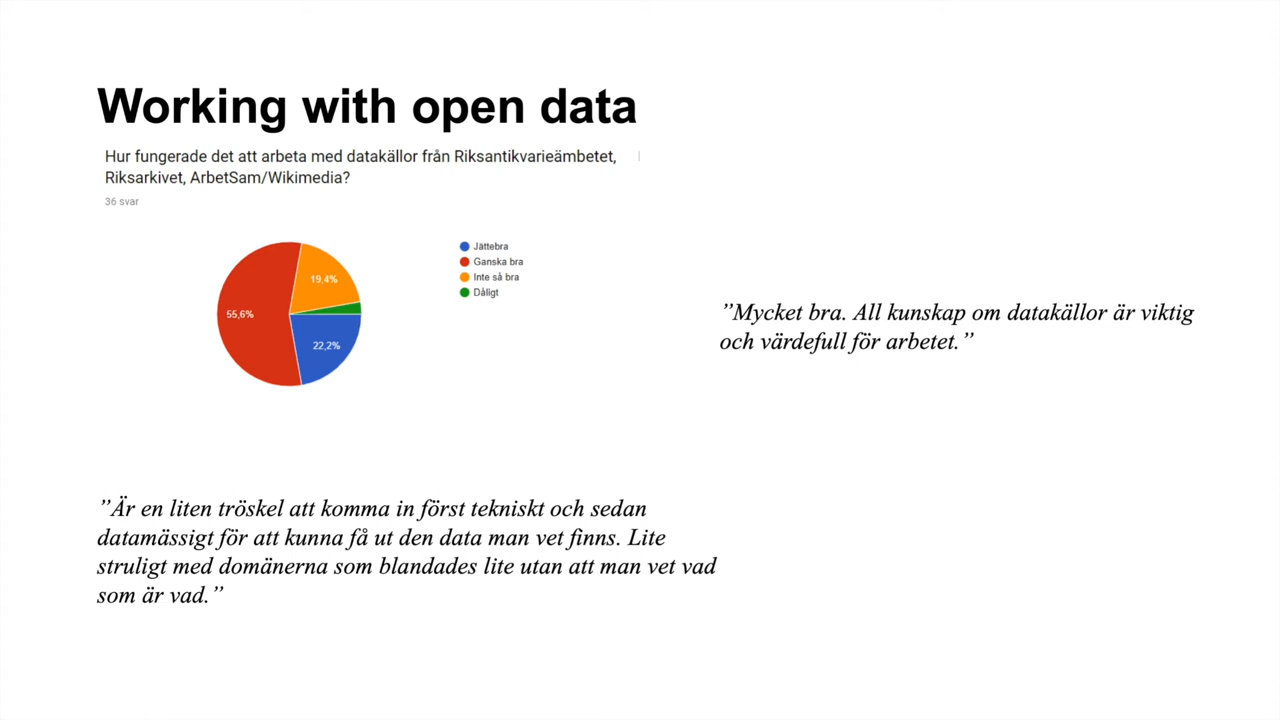 Working with open data
Hur fungerade det att arbeta med datakällor från Riksantikvarieämbetet,
Riksarkivet, ArbetSam/Wikimedia?
36 svar
19,4%
55,6%
22,2%
Jättebra
Ganska bra
Inte så bra
Dåligt
”Mycket bra. All kunskap om datakällor är viktig
och värdefull för arbetet.”
”Är en liten tröskel att komma in först tekniskt och sedan
datamässigt för att kunna få ut den data man vet finns. Lite
struligt med domänerna som blandades lite utan att man vet vad
som är vad.”